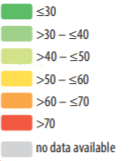 ≤30
>30 – ≤40
>40 – ≤50
>50 – ≤60
>60 – ≤70
>70
no data available